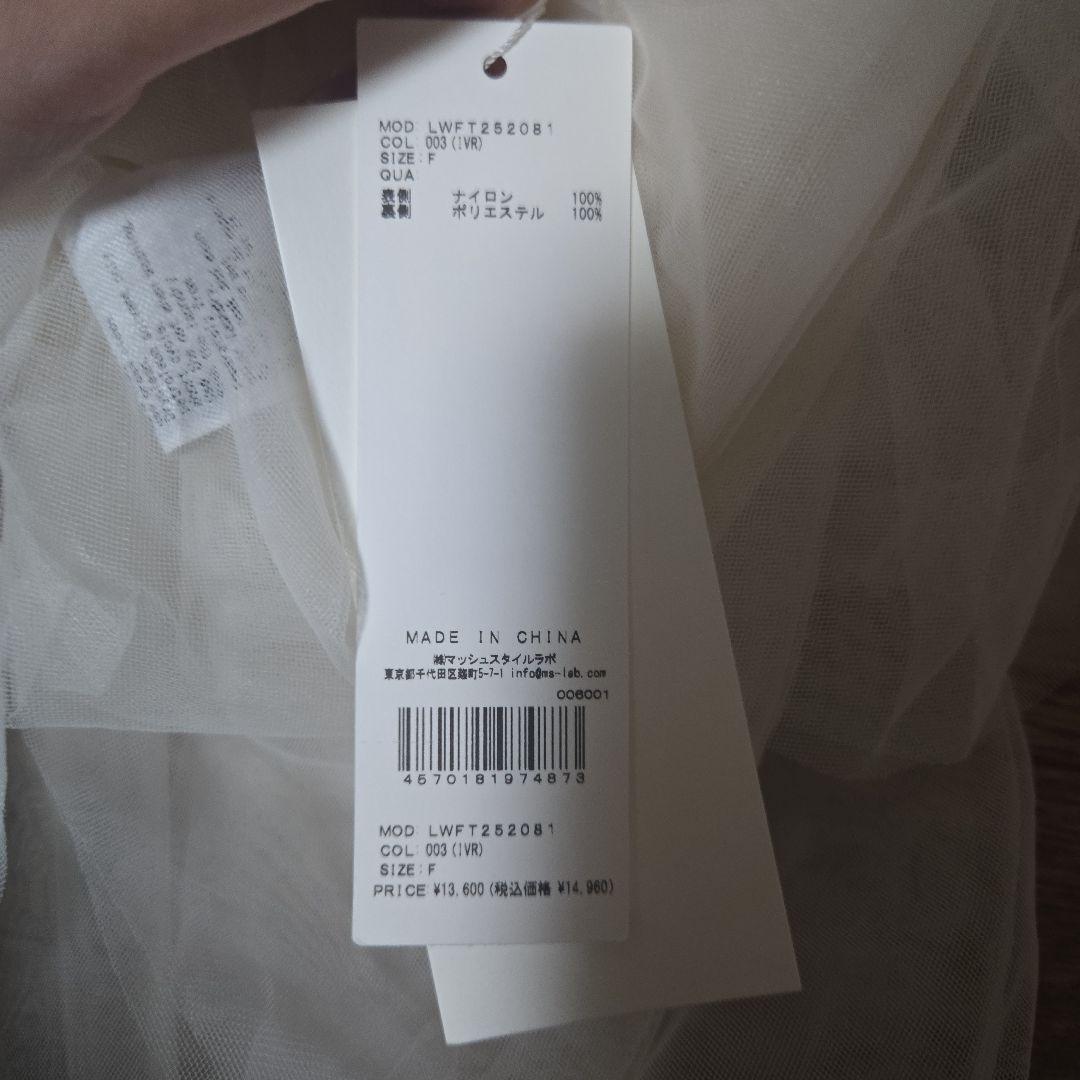 MOD: LWFT252081
COL: 003(IVR)
SIZE:F
QUA
表側 ナイロン 100%
裏側 ポリエステル 100%
MADE IN CHINA
㈱マッシュスタイルラボ
東京都千代田区麹町5-7-1 info@ms-lab.com
006001
4570181974873
MOD: LWFT252081
COL: 003(IVR)
SIZE:F
PRICE:¥13,600(税込価格 ¥14,960)